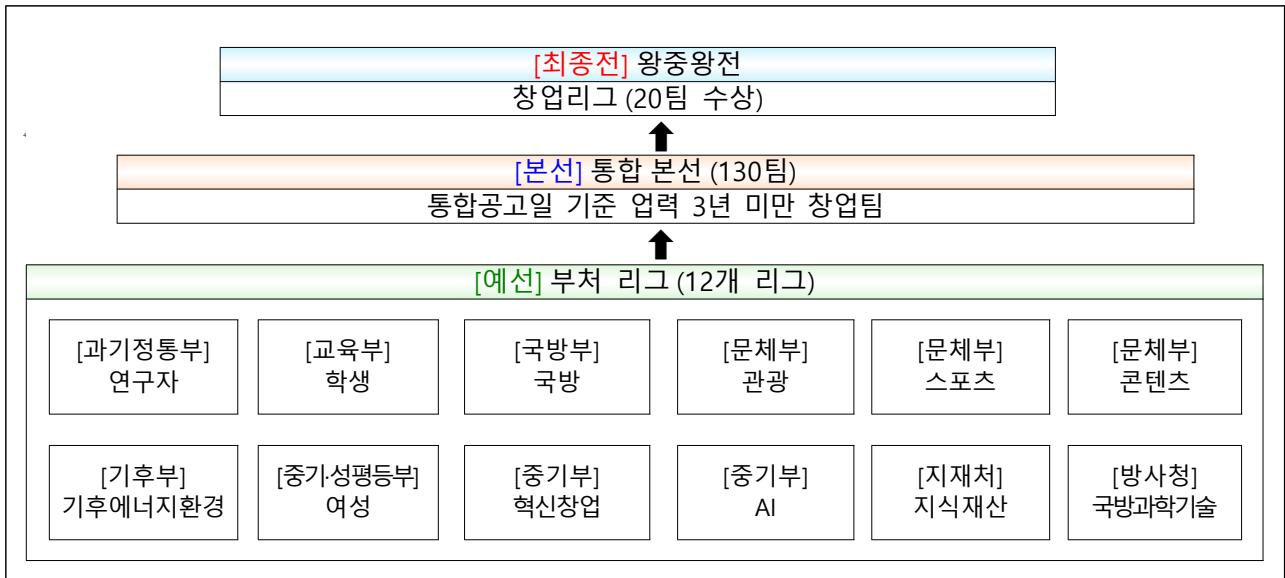 [최종전] 왕중왕전
창업리그 (20팀 수상)
[본선] 통합 본선 (130팀)
통합공고일 기준 업력 3년 미만 창업팀
[예선] 부처 리그 (12개 리그)
[과기정통부]
연구자
[교육부]
학생
[국방부]
국방
[문체부]
관광
[문체부]
스포츠
[문체부]
콘텐츠
[기후부]
기후에너지환경
[중기·성평등부]
여성
[중기부]
혁신창업
[중기부]
AI
[지재처]
지식재산
[방사청]
국방과학기술